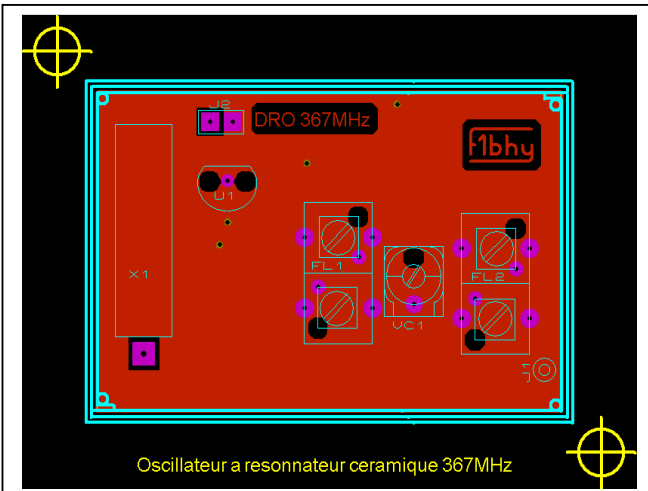 J2
DRO 367MHz
f1bhy
U1
X1
FL1
FL2
VC1
J1
Oscillateur a resonnateur ceramique 367MHz